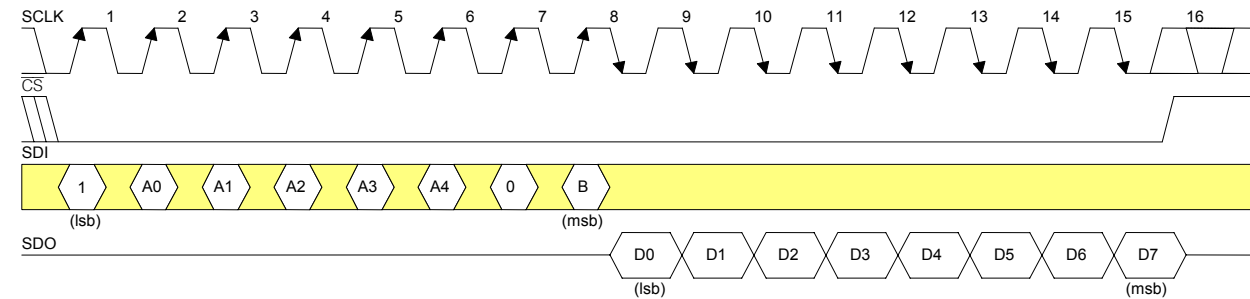 SCLK 1 2 3 4 5 6 7 8 9 10 11 12 13 14 15 16
CS
SDI
1 A0 A1 A2 A3 A4 0 B
(lsb) (msb)
SDO
D0 D1 D2 D3 D4 D5 D6 D7
(lsb) (msb)